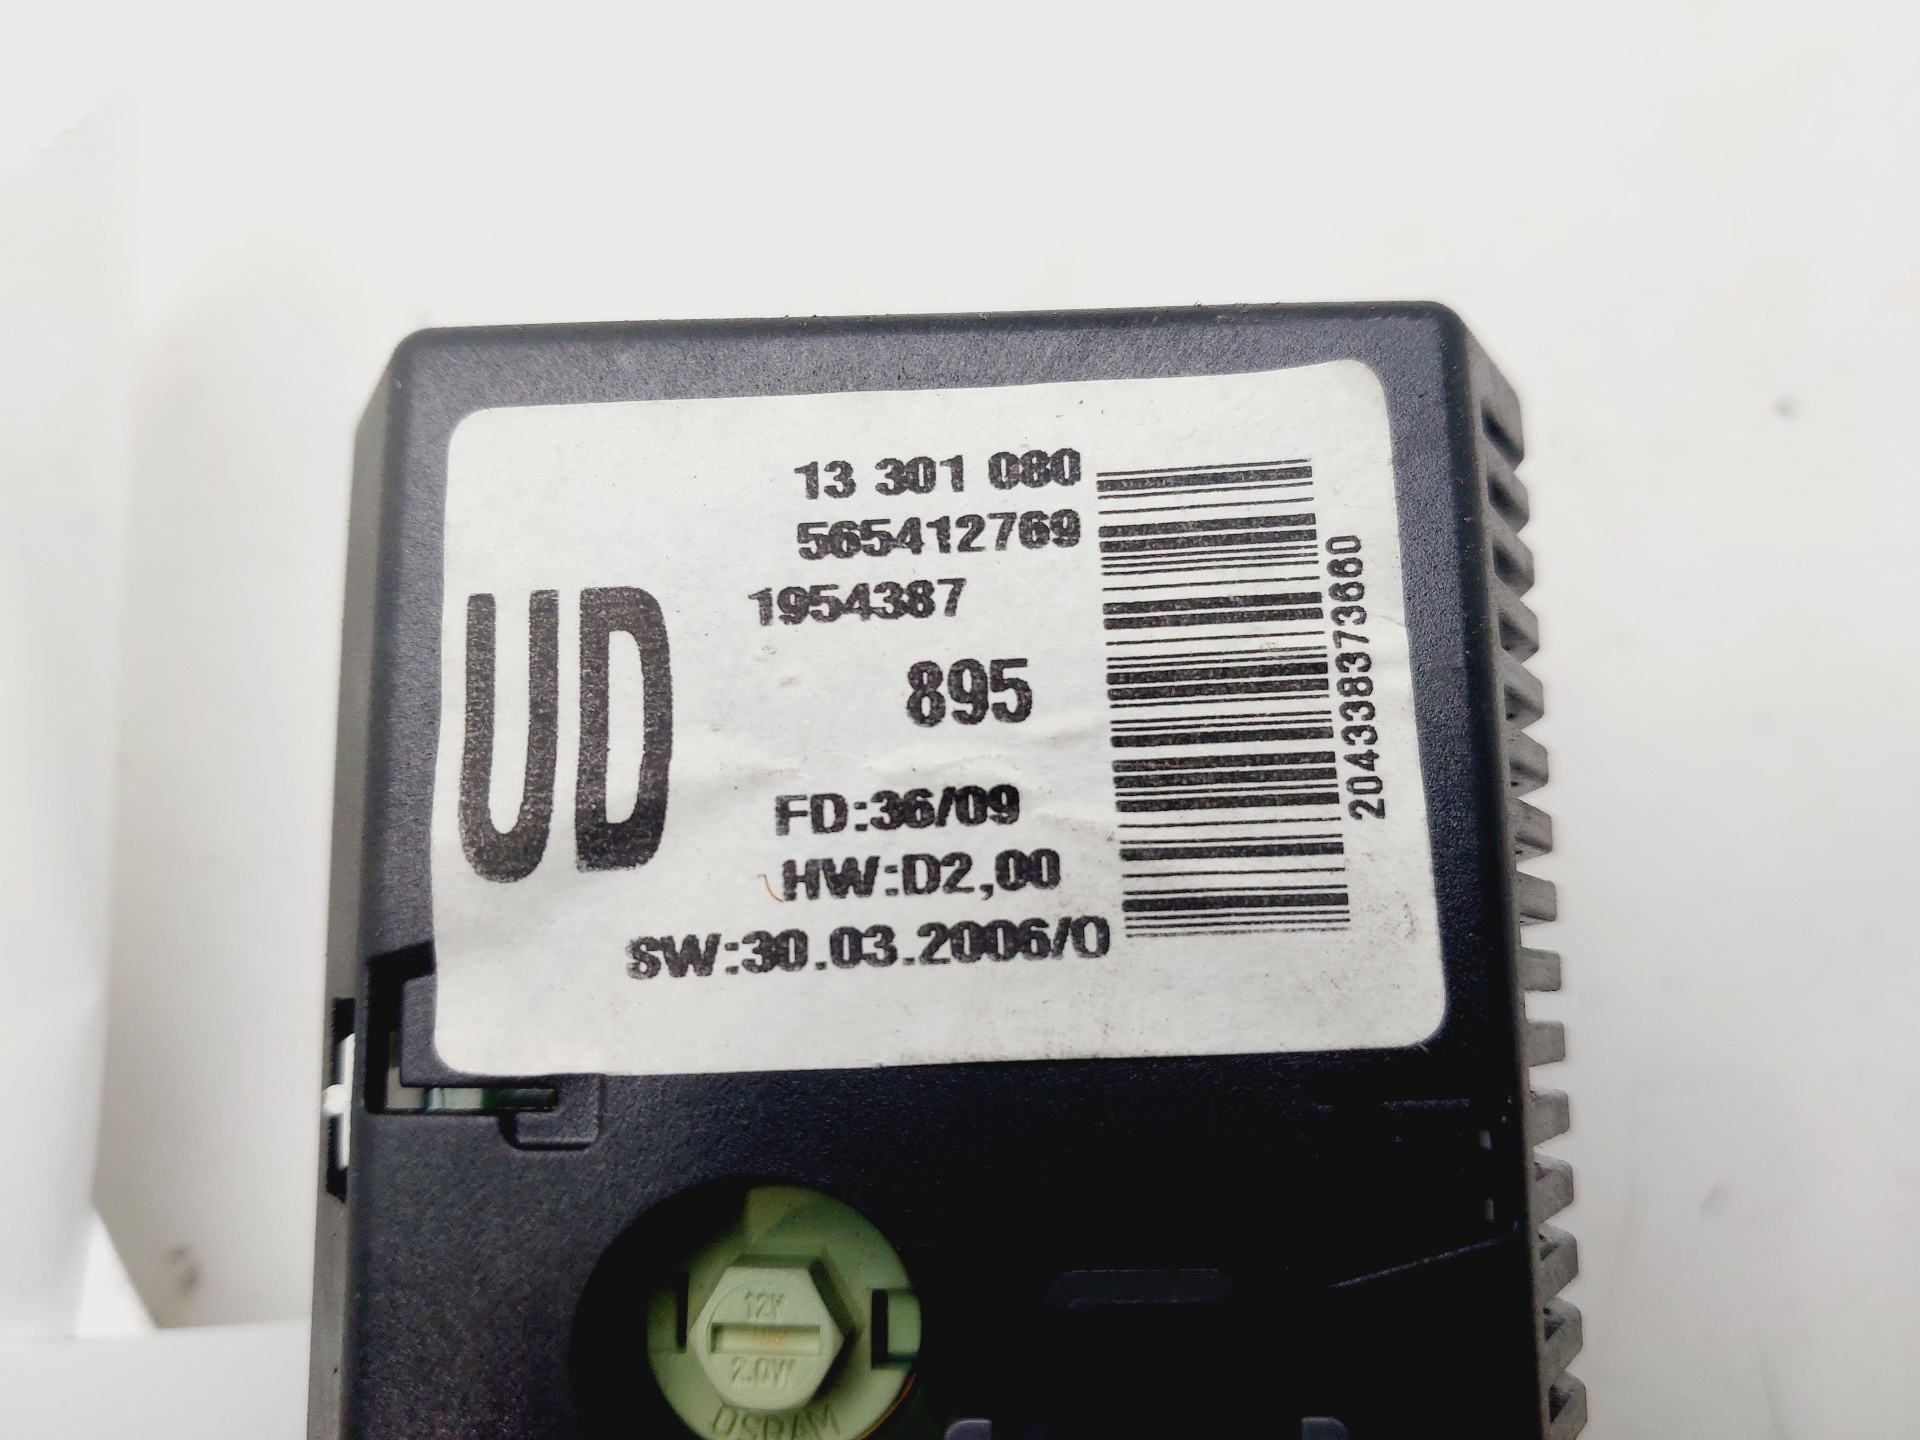 13 301 080
565412769
1954387
UD
895
FD:36/09
HW:D2,00
SW:30.03.2006/0
204338373660
12V
2.0W
OSRAM